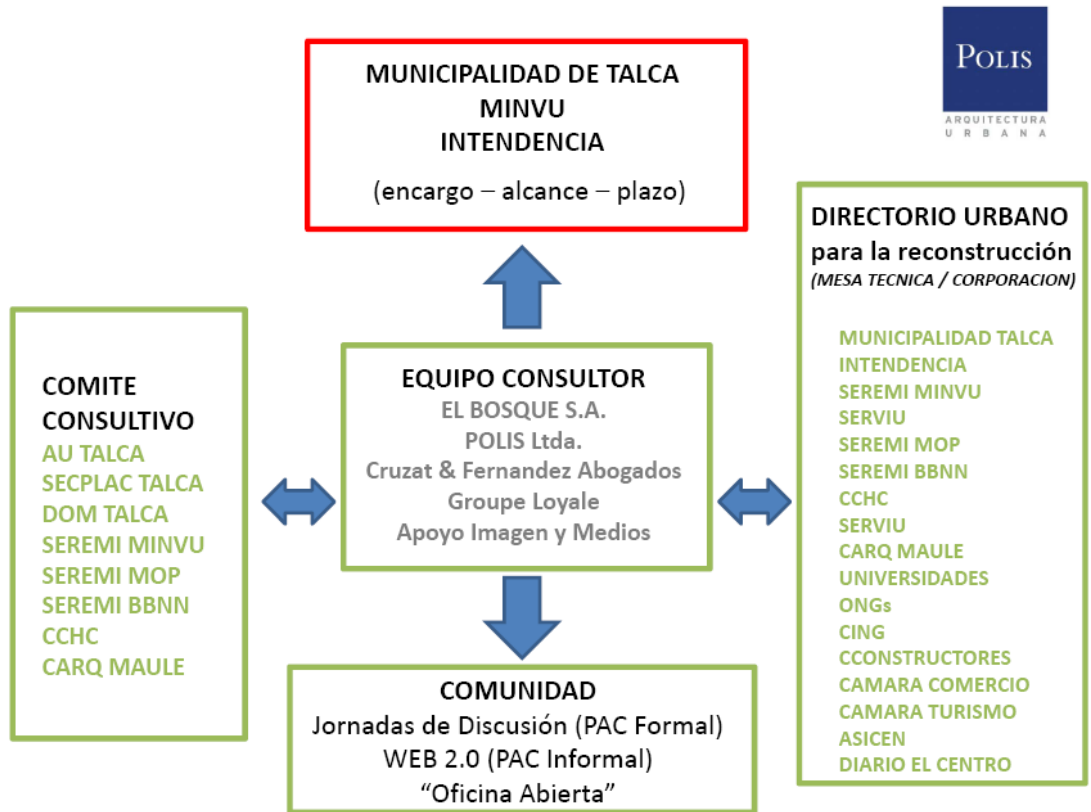 MUNICIPALIDAD DE TALCA
MINVU
INTENDENCIA
(encargo – alcance – plazo)
POLIS
ARQUITECTURA
URBANA
DIRECTORIO URBANO
para la reconstrucción
(MESA TECNICA / CORPORACION)
MUNICIPALIDAD TALCA
INTENDENCIA
SEREMI MINVU
SERVIU
SEREMI MOP
SEREMI BBNN
CCHC
SERVIU
CARQ MAULE
UNIVERSIDADES
ONGs
CING
CCONSTRUCTORES
CAMARA COMERCIO
CAMARA TURISMO
ASICEN
DIARIO EL CENTRO
COMITE
CONSULTIVO
AU TALCA
SECPLAC TALCA
DOM TALCA
SEREMI MINVU
SEREMI MOP
SEREMI BBNN
CCHC
CARQ MAULE
EQUIPO CONSULTOR
EL BOSQUE S.A.
POLIS Ltda.
Cruzat & Fernandez Abogados
Groupe Loyale
Apoyo Imagen y Medios
COMUNIDAD
Jornadas de Discusión (PAC Formal)
WEB 2.0 (PAC Informal)
“Oficina Abierta”